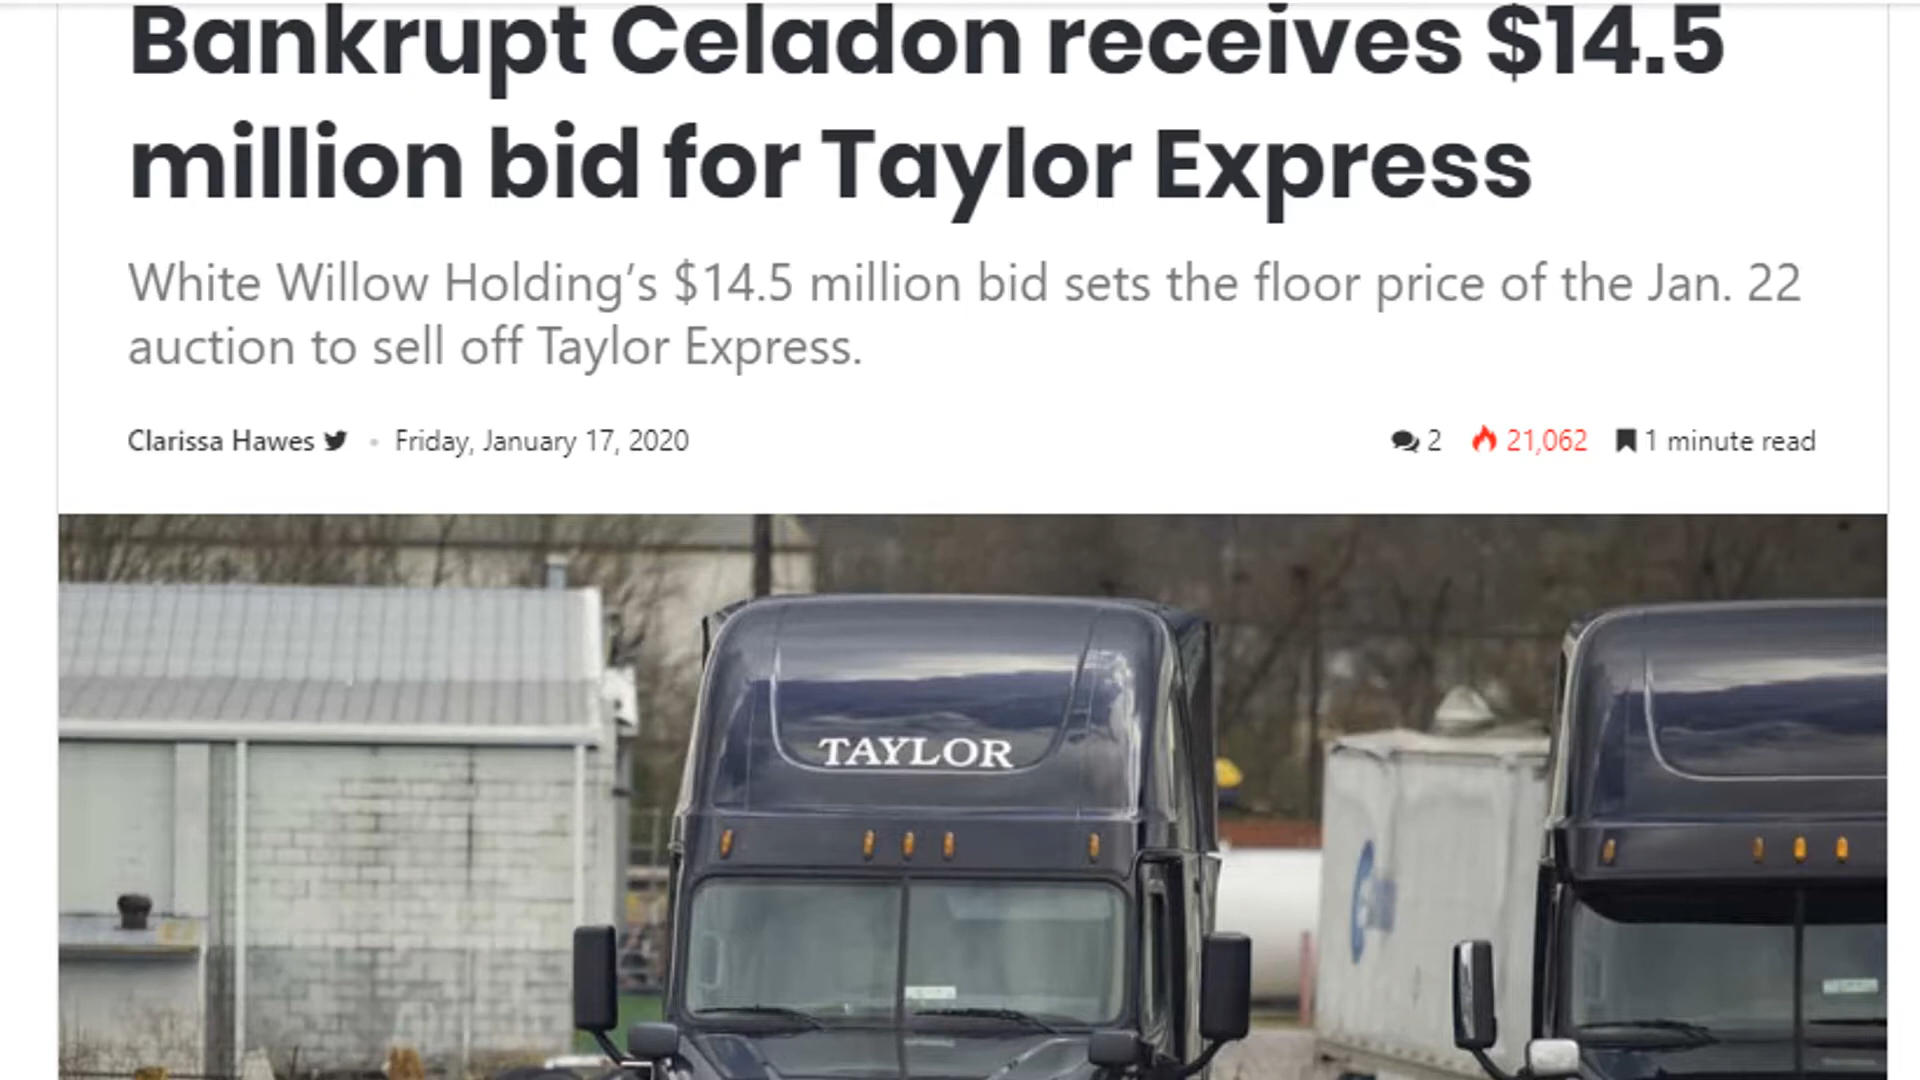 Bankrupt Celadon receives $14.5
million bid for Taylor Express
White Willow Holding’s $14.5 million bid sets the floor price of the Jan. 22
auction to sell off Taylor Express.
Clarissa Hawes • Friday, January 17, 2020 2 21,062 1 minute read
TAYLOR